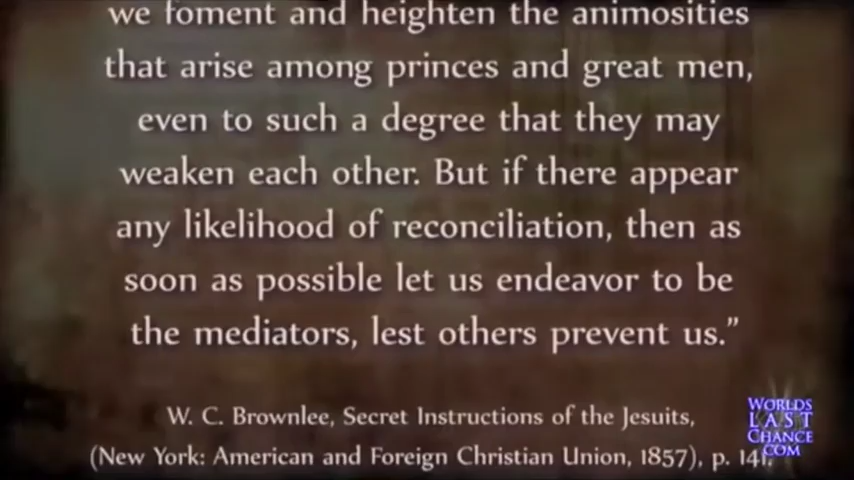 we foment and heighten the animosities
that arise among princes and great men,
even to such a degree that they may
weaken each other. But if there appear
any likelihood of reconciliation, then as
soon as possible let us endeavor to be
the mediators, lest others prevent us.”
W. C. Brownlee, Secret Instructions of the Jesuits,
(New York: American and Foreign Christian Union, 1857), p. 141.
WORLDS
LAST
CHANCE
.COM